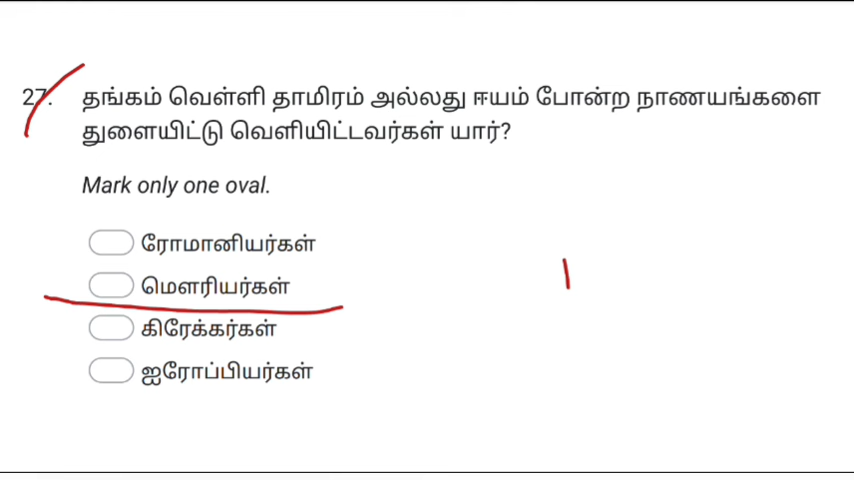 27. தங்கம் வெள்ளி தாமிரம் அல்லது ஈயம் போன்ற நாணயங்களை
துளையிட்டு வெளியிட்டவர்கள் யார்?
Mark only one oval.
ரோமானியர்கள்
மௌரியர்கள்
கிரேக்கர்கள்
ஐரோப்பியர்கள்